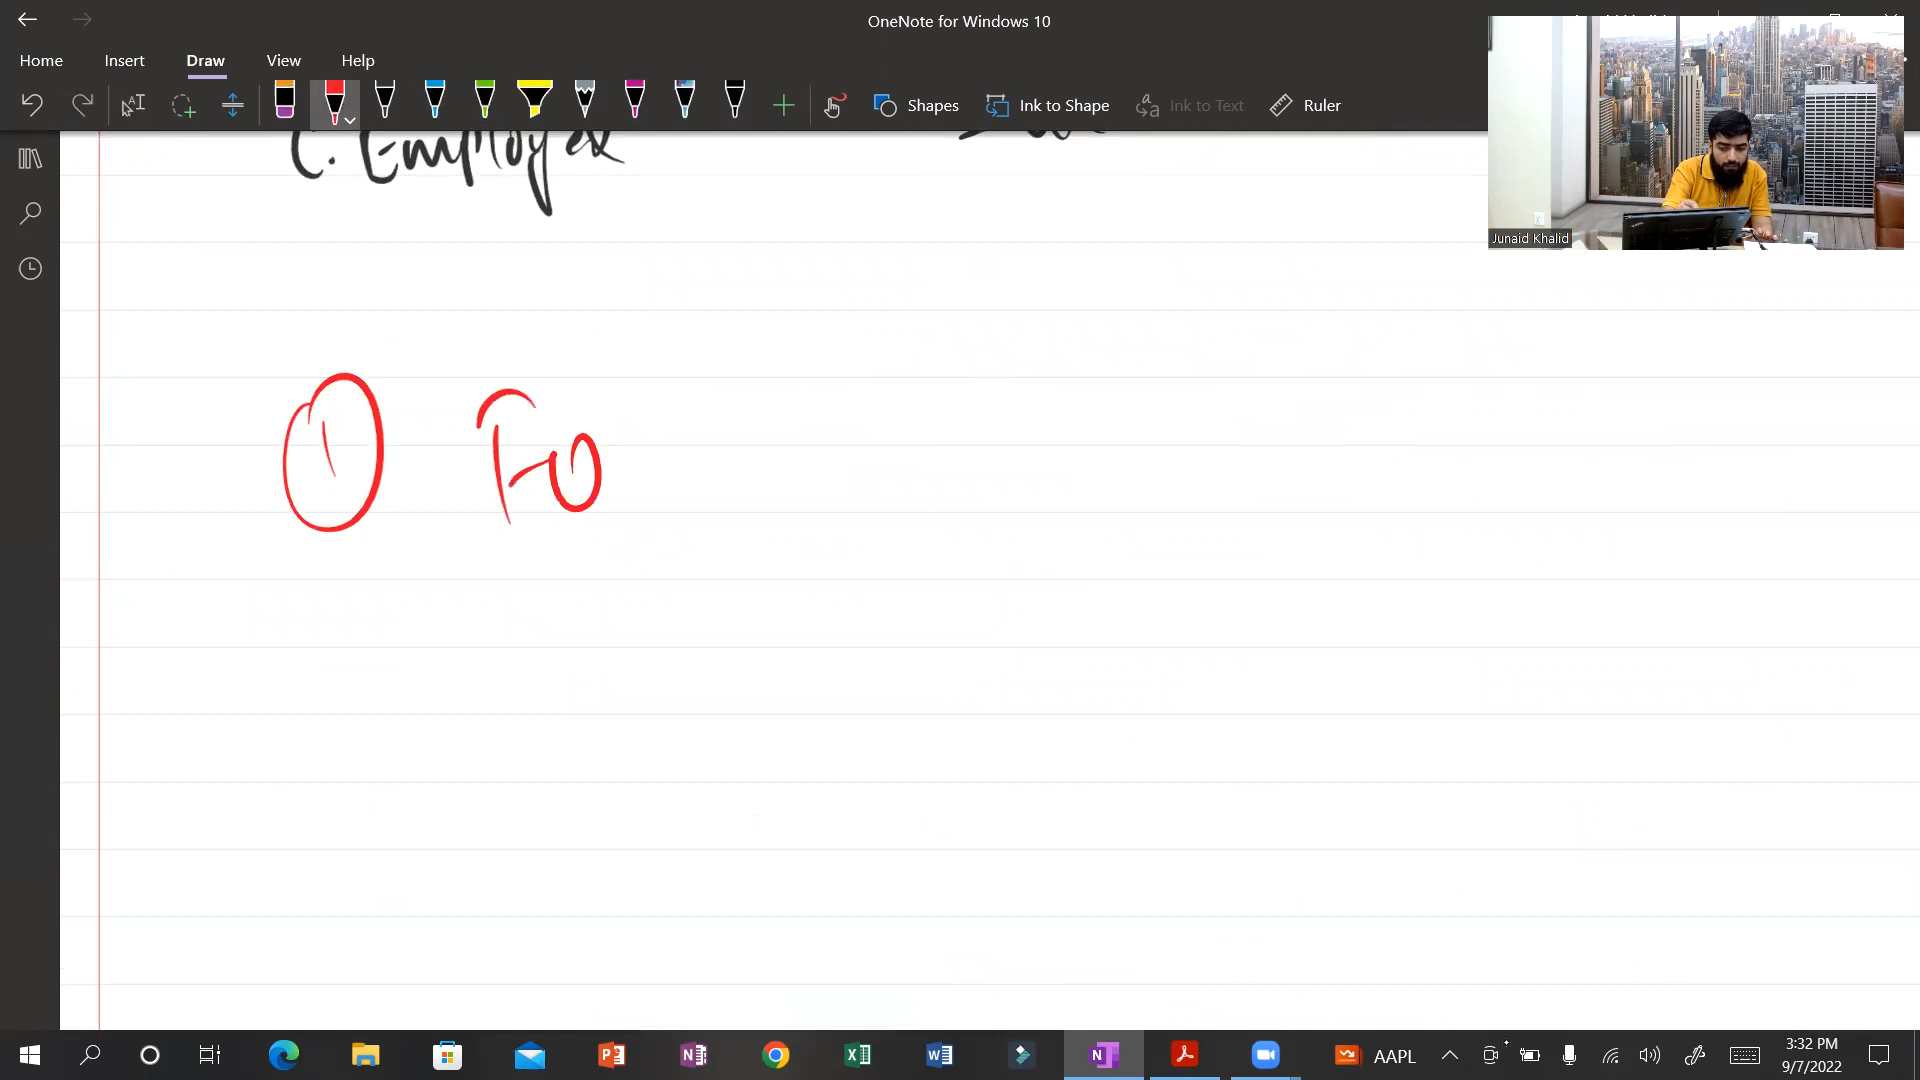 OneNote for Windows 10
Home Insert Draw View Help
Shapes Ink to Shape Ink to Text Ruler
Junaid Khalid
C. Employee
① Fo
AAPL 3:32 PM
9/7/2022